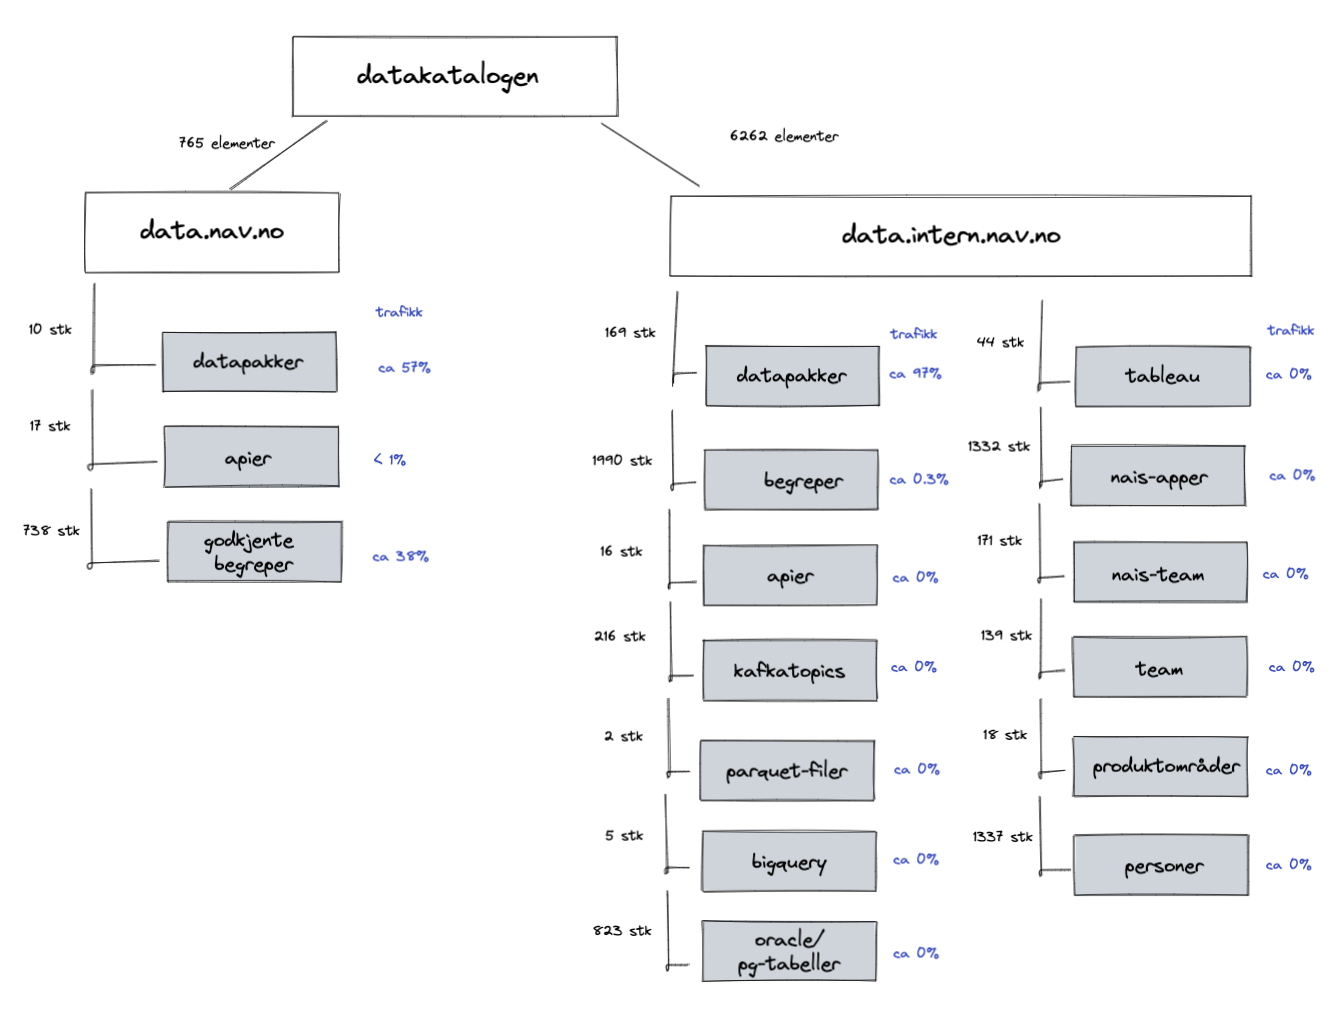 datakatalogen
765 elementer
6262 elementer
data.nav.no
data.intern.nav.no
trafikk
10 stk
datapakker
ca 57%
17 stk
apier
< 1%
738 stk
godkjente
begreper
ca 38%
trafikk
169 stk
datapakker
ca 97%
1990 stk
begreper
ca 0.3%
16 stk
apier
ca 0%
216 stk
kafkatopics
ca 0%
2 stk
parquet-filer
ca 0%
5 stk
bigquery
ca 0%
823 stk
oracle/
pg-tabeller
ca 0%
trafikk
44 stk
tableau
ca 0%
1332 stk
nais-apper
ca 0%
171 stk
nais-team
ca 0%
139 stk
team
ca 0%
18 stk
produktområder
ca 0%
1337 stk
personer
ca 0%